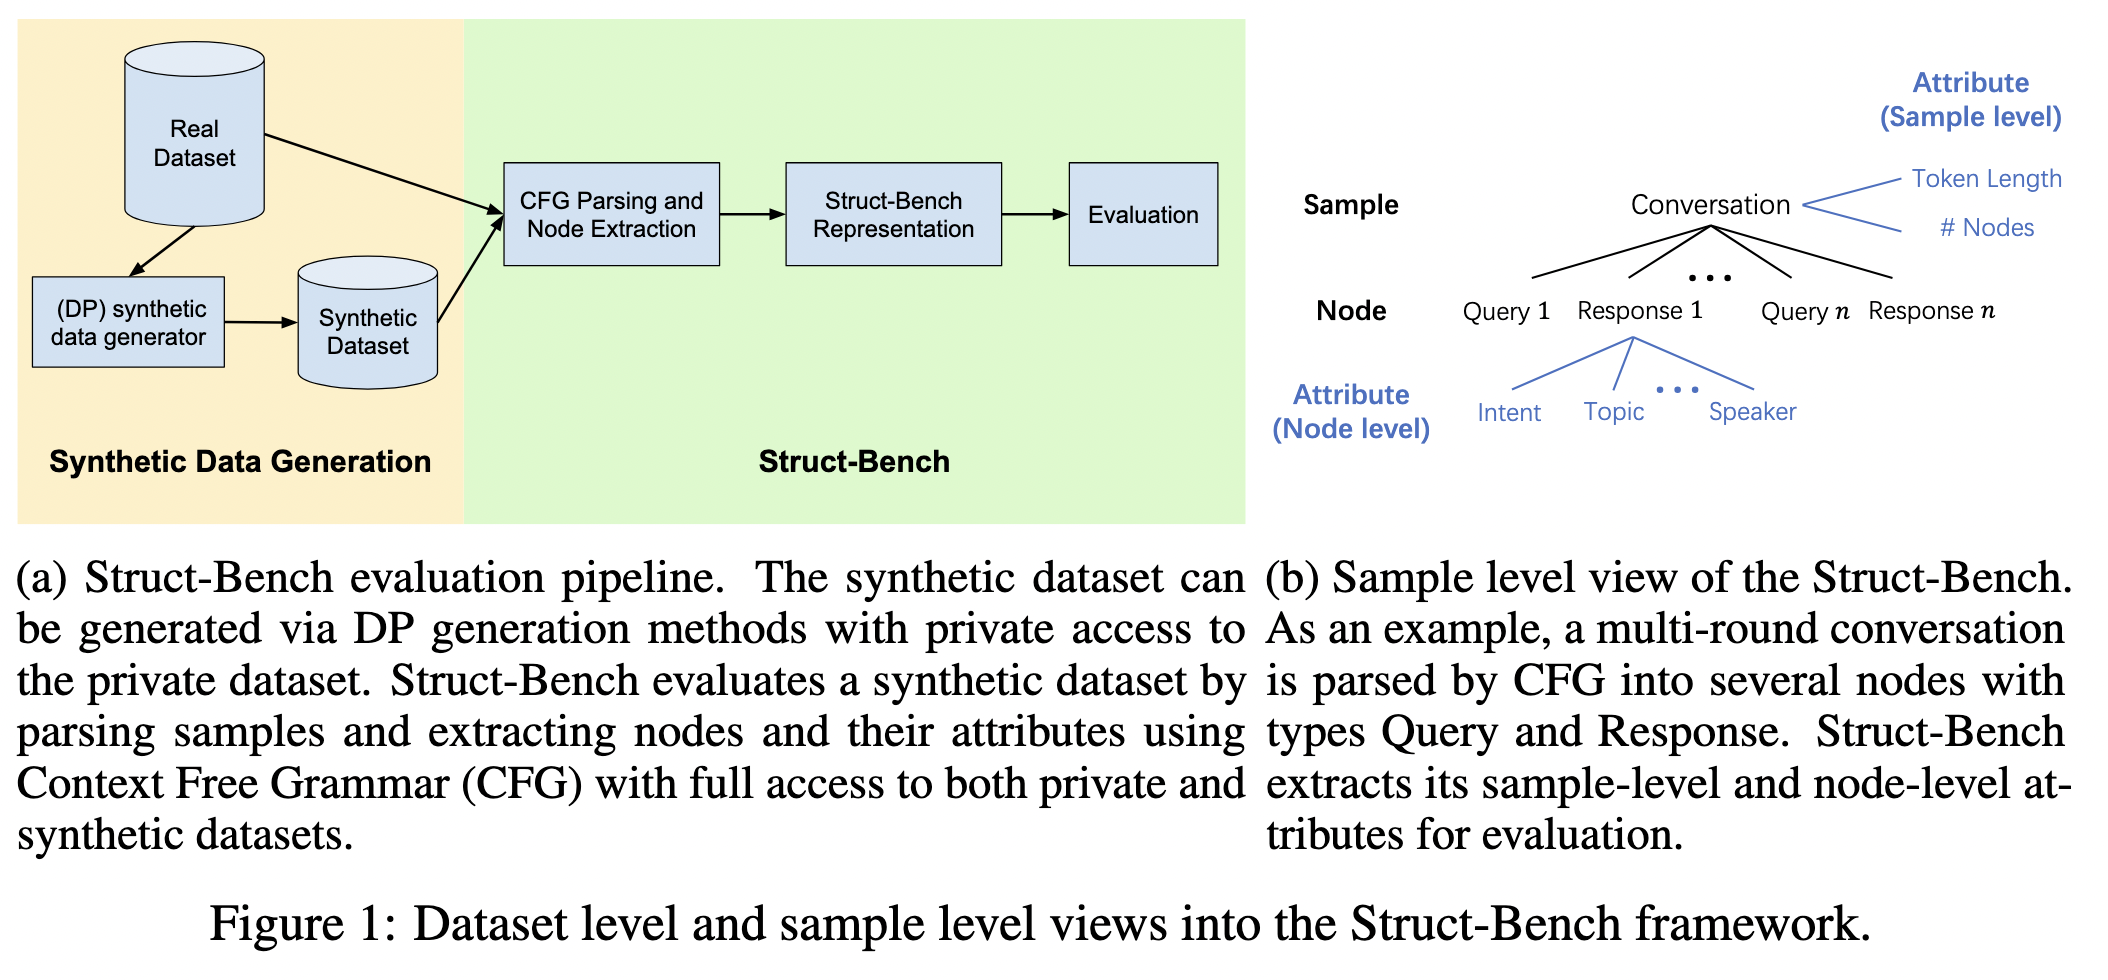 Real
Dataset
(DP) synthetic
data generator
Synthetic
Dataset
Synthetic Data Generation
CFG Parsing and
Node Extraction
Struct-Bench
Representation
Evaluation
Struct-Bench
Attribute
(Sample level)
Sample
Conversation
Token Length
# Nodes
Node
Query 1 Response 1 Query n Response n
Attribute
(Node level)
Intent Topic Speaker
(a) Struct-Bench evaluation pipeline. The synthetic dataset can
be generated via DP generation methods with private access to
the private dataset. Struct-Bench evaluates a synthetic dataset by
parsing samples and extracting nodes and their attributes using
Context Free Grammar (CFG) with full access to both private and
synthetic datasets.
(b) Sample level view of the Struct-Bench.
As an example, a multi-round conversation
is parsed by CFG into several nodes with
types Query and Response. Struct-Bench
extracts its sample-level and node-level at-
tributes for evaluation.
Figure 1: Dataset level and sample level views into the Struct-Bench framework.